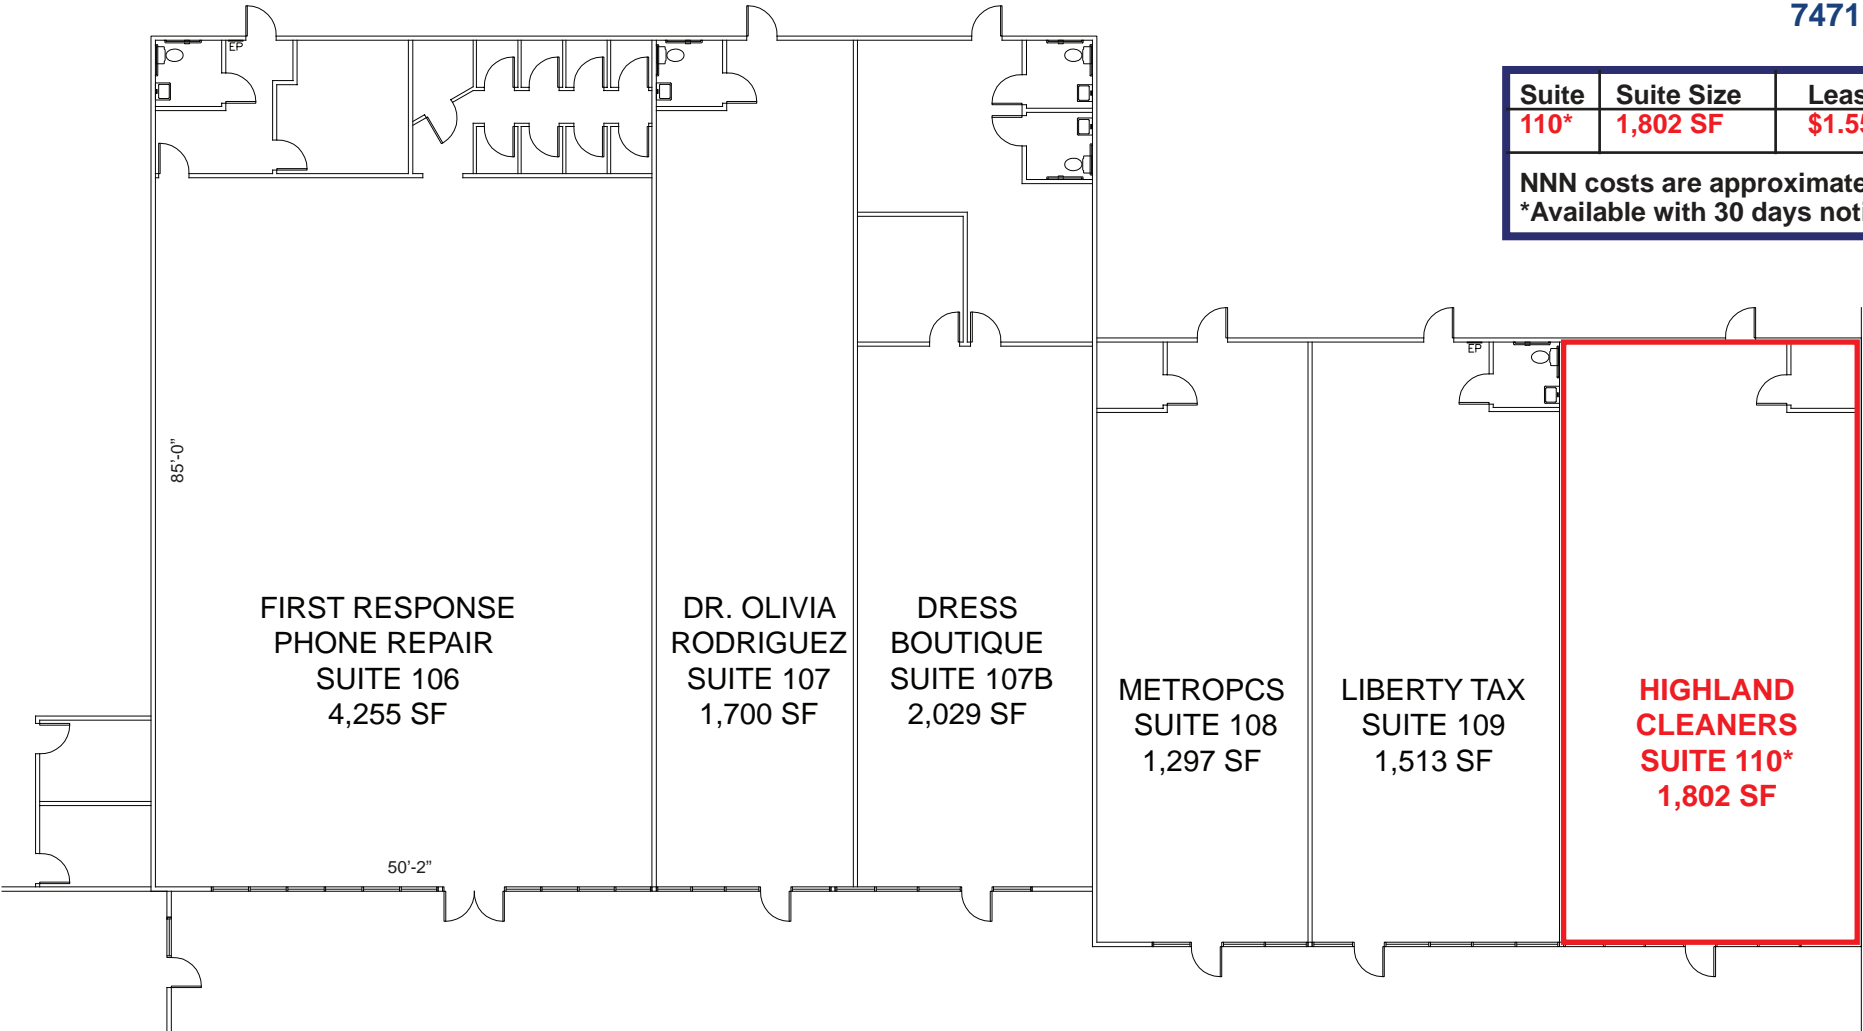 7471
Suite Suite Size Leas
110* 1,802 SF $1.55
NNN costs are approximate
*Available with 30 days noti
EP
EP
85'-0"
FIRST RESPONSE
PHONE REPAIR
SUITE 106
4,255 SF
DR. OLIVIA
RODRIGUEZ
SUITE 107
1,700 SF
DRESS
BOUTIQUE
SUITE 107B
2,029 SF
METROPCS
SUITE 108
1,297 SF
LIBERTY TAX
SUITE 109
1,513 SF
HIGHLAND
CLEANERS
SUITE 110*
1,802 SF
50'-2"